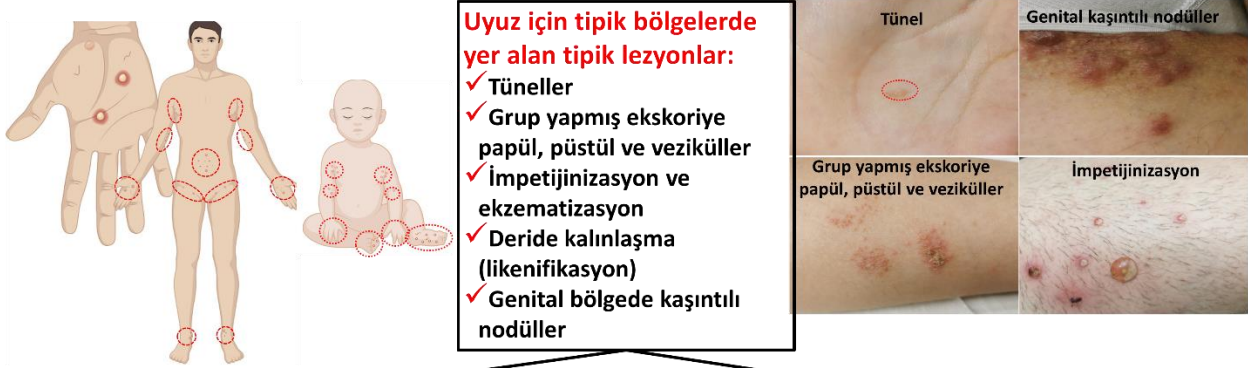 Uyuz için tipik bölgelerde
yer alan tipik lezyonlar:
✓Tüneller
✓Grup yapmış ekskoriye
papül, püstül ve veziküller
✓İmpetijinizasyon ve
ekzematizasyon
✓Deride kalınlaşma
(likenifikasyon)
✓Genital bölgede kaşıntılı
nodüller
Tünel
Genital kaşıntılı nodüller
Grup yapmış ekskoriye
papül, püstül ve veziküller
İmpetijinizasyon